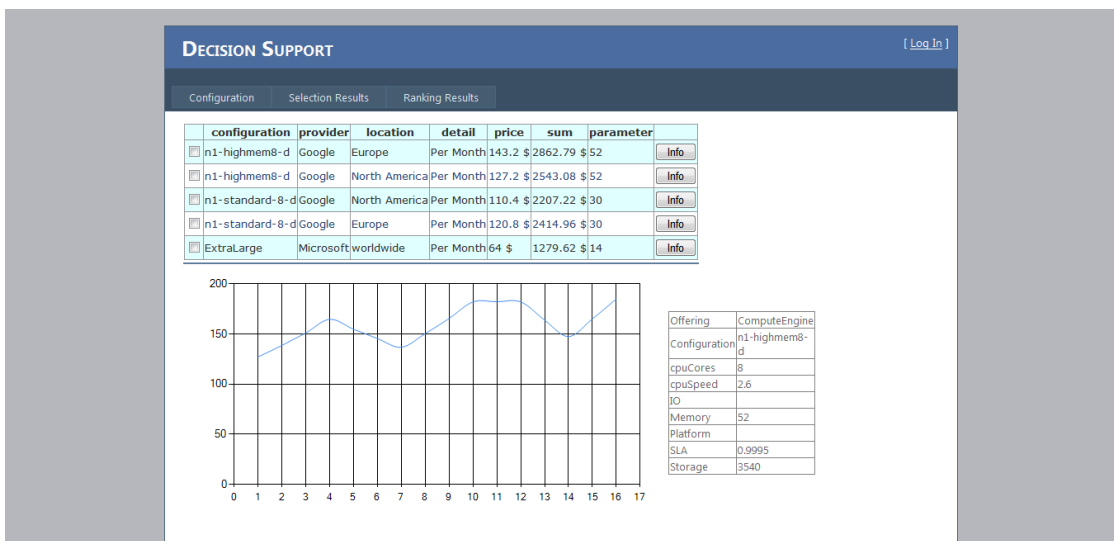 DECISION SUPPORT
[ Log In ]
Configuration Selection Results Ranking Results
configuration provider location detail price sum parameter
n1-highmem8-d Google Europe Per Month 143.2 $ 2862.79 $ 52 Info
n1-highmem8-d Google North America Per Month 127.2 $ 2543.08 $ 52 Info
n1-standard-8-d Google North America Per Month 110.4 $ 2207.22 $ 30 Info
n1-standard-8-d Google Europe Per Month 120.8 $ 2414.96 $ 30 Info
ExtraLarge Microsoft worldwide Per Month 64 $ 1279.62 $ 14 Info
200
150
100
50
0
0 1 2 3 4 5 6 7 8 9 10 11 12 13 14 15 16 17
Offering ComputeEngine
Configuration n1-highmem8-
d
cpuCores 8
cpuSpeed 2.6
IO
Memory 52
Platform
SLA 0.9995
Storage 3540